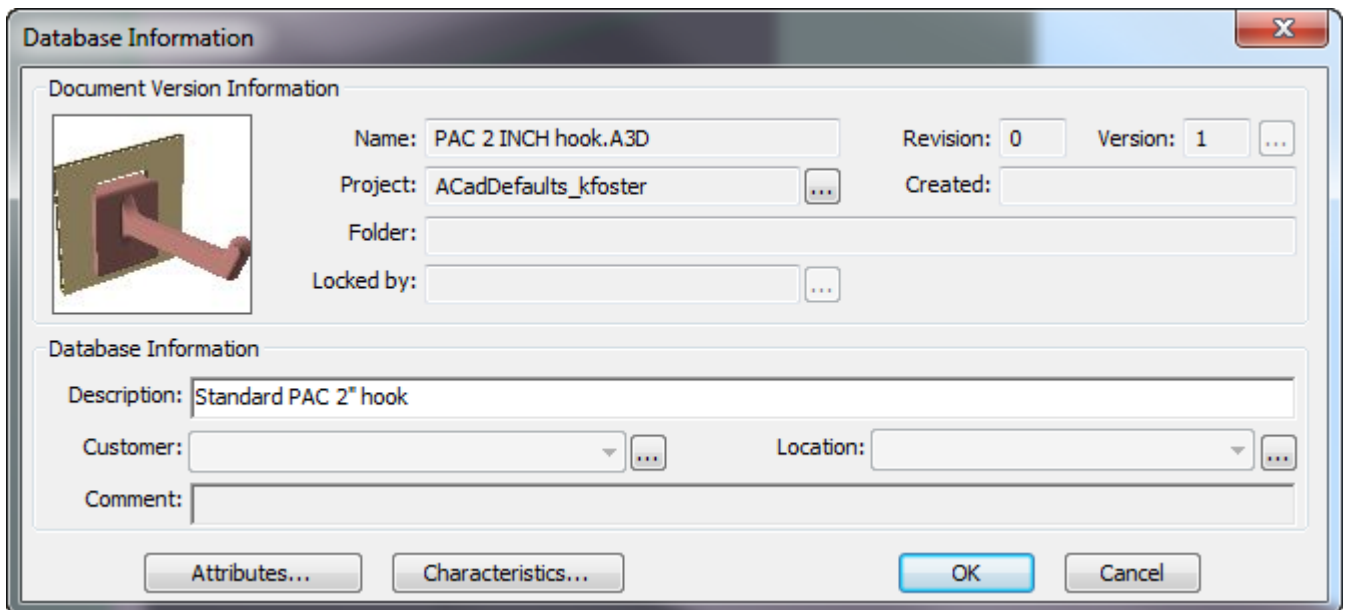 Database Information
Document Version Information
Name: PAC 2 INCH hook.A3D Revision: 0 Version: 1 ...
Project: ACadDefaults_kfoster ... Created:
Folder:
Locked by: ...
Database Information
Description: Standard PAC 2" hook
Customer: ... Location: ...
Comment:
Attributes... Characteristics... OK Cancel